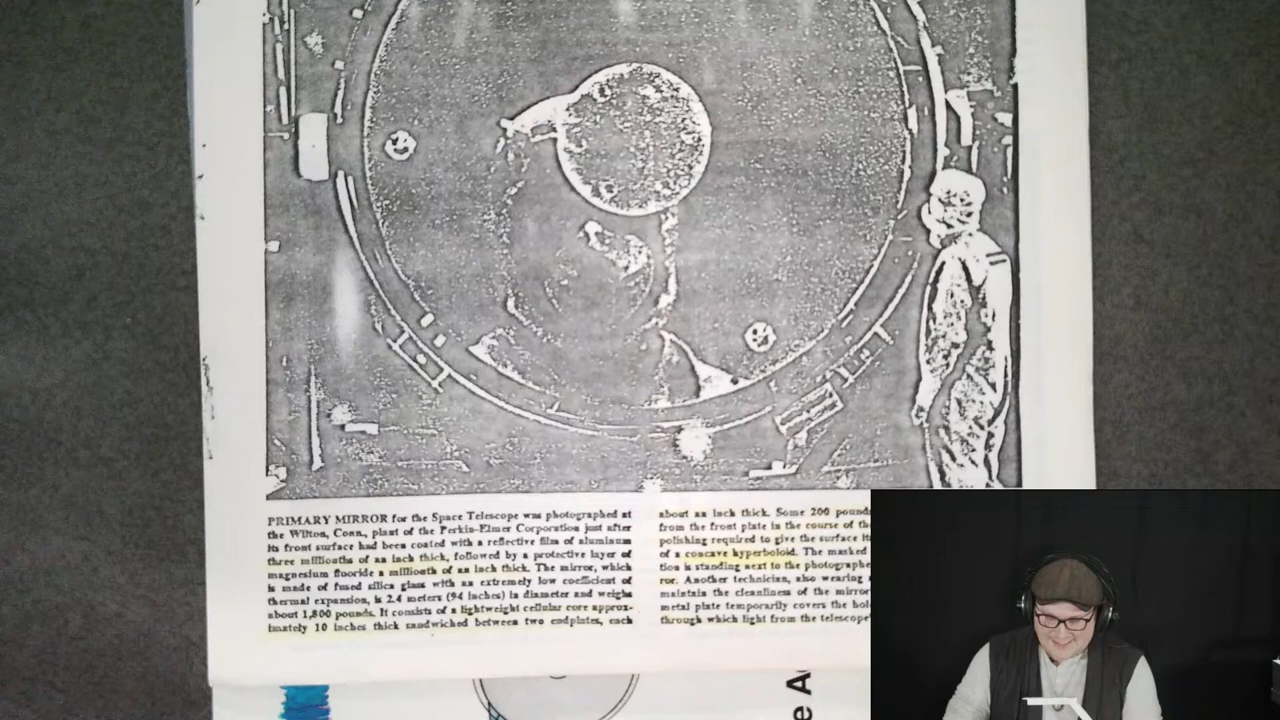 PRIMARY MIRROR for the Space Telescope was photographed at
the Wilton, Conn., plant of the Perkin-Elmer Corporation just after
its front surface had been coated with a reflective film of aluminum
three millionths of an inch thick, followed by a protective layer of
magnesium fluoride a millionth of an inch thick. The mirror, which
is made of fused silica glass with an extremely low coefficient of
thermal expansion, is 2.4 meters (94 inches) in diameter and weighs
about 1,800 pounds. It consists of a lightweight cellular core approx-
imately 10 inches thick sandwiched between two endplates, each
about an inch thick. Some 200 pound
from the front plate in the course of th
polishing required to give the surface it
of a concave hyperboloid. The masked
tion is standing next to the photographe
ror. Another technician, also wearing
maintain the cleanliness of the mirror
metal plate temporarily covers the hol
through which light from the telescope
e A